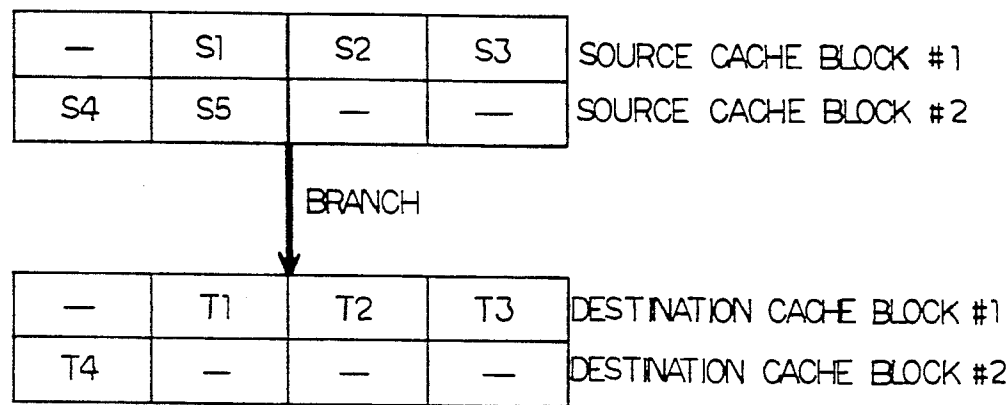 — S1 S2 S3 SOURCE CACHE BLOCK #1
S4 S5 — — SOURCE CACHE BLOCK #2
BRANCH
— T1 T2 T3 DESTINATION CACHE BLOCK #1
T4 — — — DESTINATION CACHE BLOCK #2